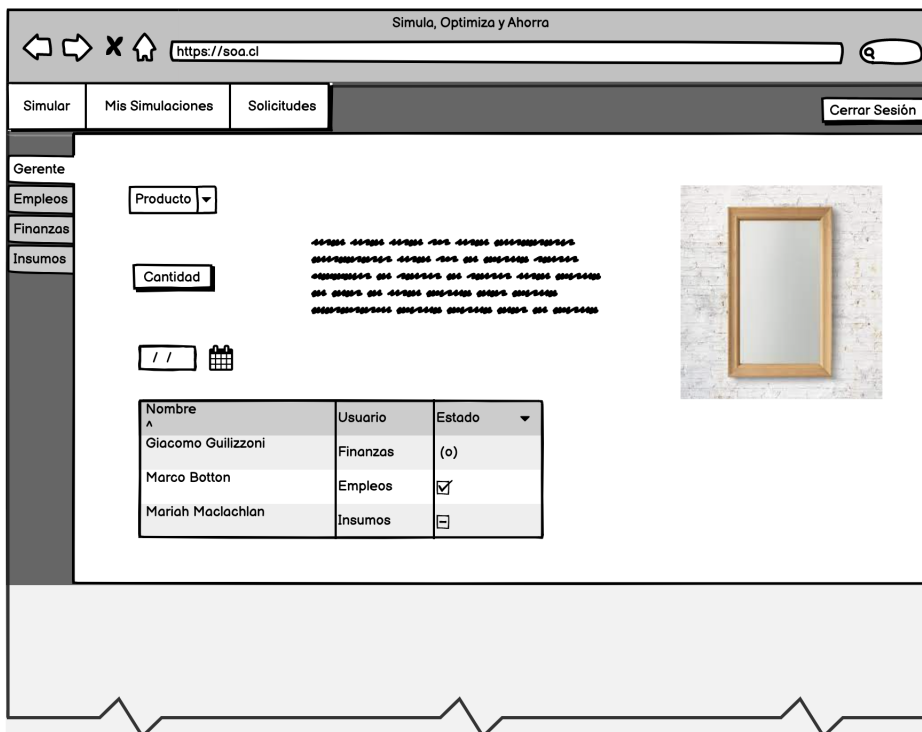 Simula, Optimiza y Ahorra
https://soa.cl
Simular Mis Simulaciones Solicitudes Cerrar Sesión
Gerente
Empleos
Finanzas
Insumos
Producto
Cantidad
/ /
Nombre Usuario Estado
^
Giacomo Guilizzoni Finanzas (o)
Marco Botton Empleos
Mariah Maclachlan Insumos